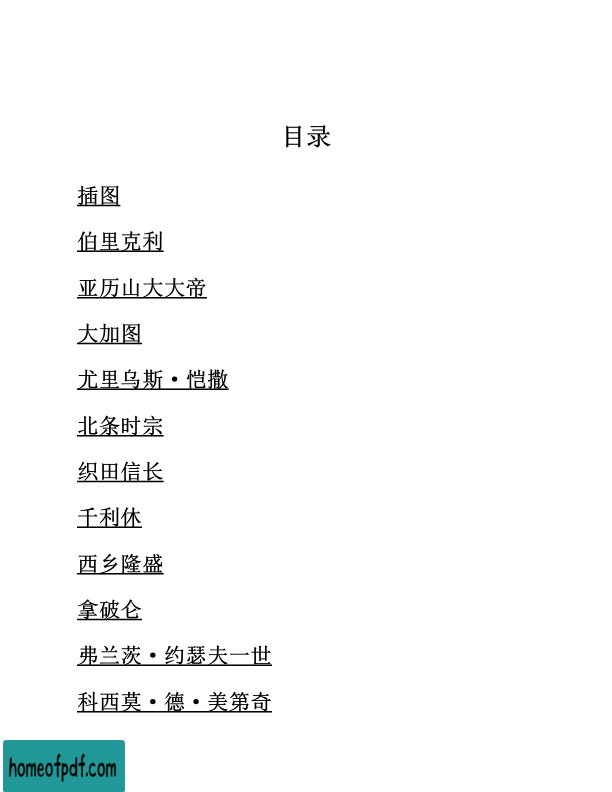 目录
插图
伯里克利
亚历山大大帝
大加图
尤里乌斯·恺撒
北条时宗
织田信长
千利休
西乡隆盛
拿破仑
弗兰茨·约瑟夫一世
科西莫·德·美第奇
homeofpdf.com